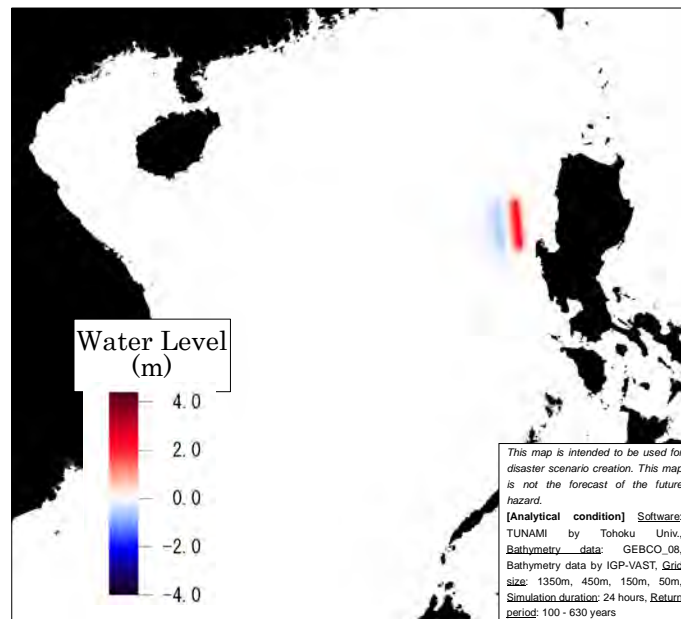 Water Level
(m)
4.0
2.0
0.0
-2.0
-4.0
This map is intended to be used for
disaster scenario creation. This map
is not the forecast of the future
hazard.
[Analytical condition] Software:
TUNAMI by Tohoku Univ.,
Bathymetry data: GEBCO_08,
Bathymetry data by IGP-VAST, Grid
size: 1350m, 450m, 150m, 50m,
Simulation duration: 24 hours, Return
period: 100 - 630 years